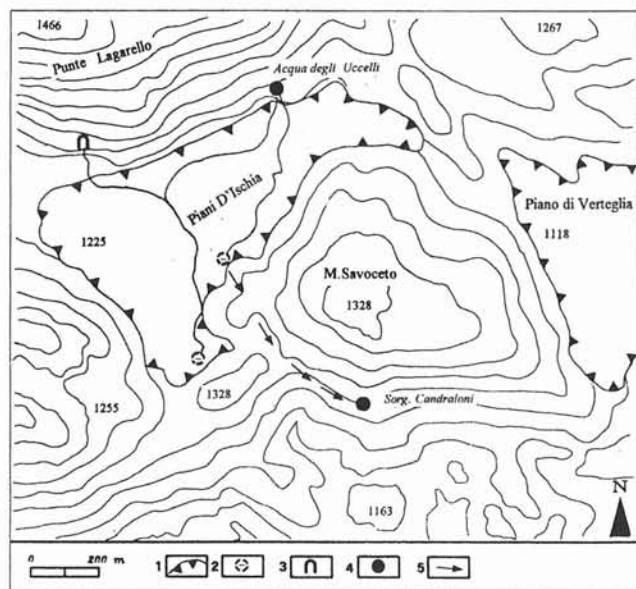 1466
Punte Lagarello
1267
Acqua degli Uccelli
Piani D'Ischia
Piano di Verteglia
1118
1225
M. Savoceto
1328
1255
1328
Sorg. Candraloni
1163
N
0 200 m
1 2 3 4 5